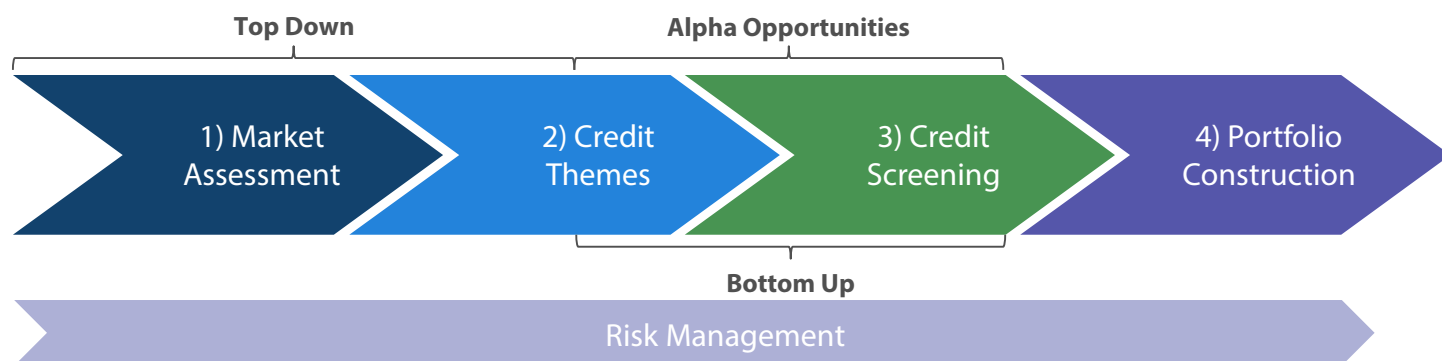 Top Down
Alpha Opportunities
1) Market
Assessment
2) Credit
Themes
3) Credit
Screening
4) Portfolio
Construction
Bottom Up
Risk Management